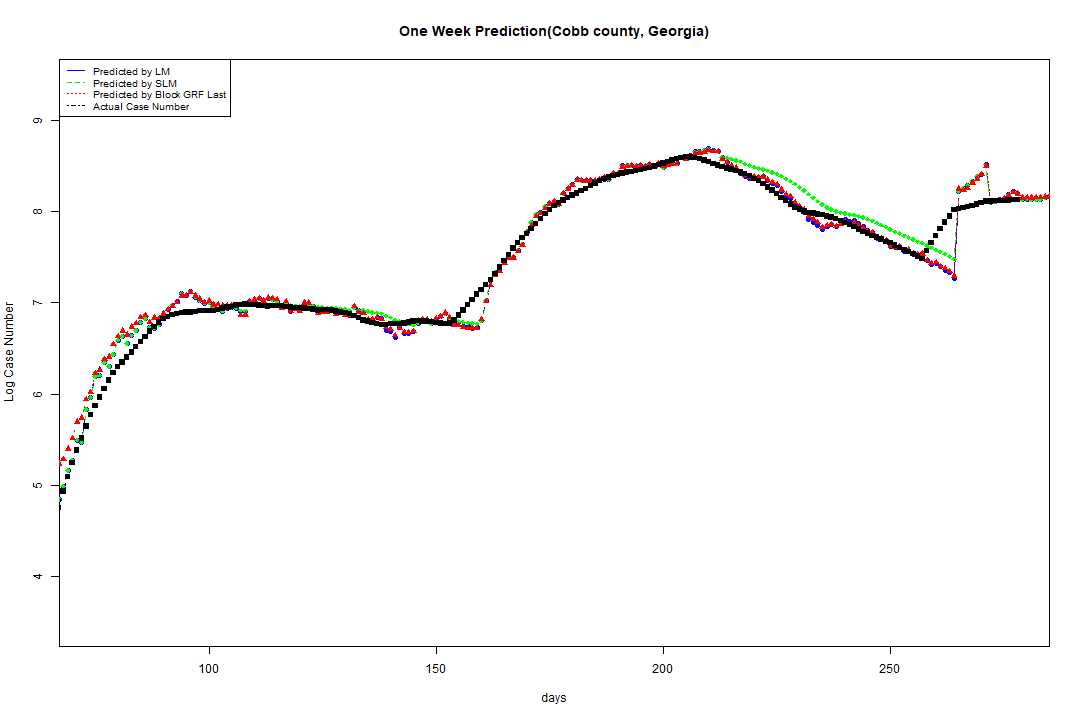 One Week Prediction(Cobb county, Georgia)
Predicted by LM
Predicted by SLM
Predicted by Block GRF Last
Actual Case Number
9
8
7
6
5
4
Log Case Number
100 150 200 250
days